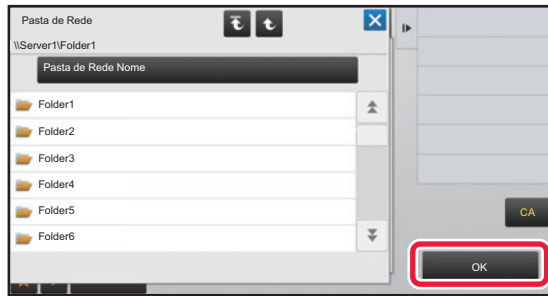 Pasta de Rede
\\Server1\Folder1
Pasta de Rede Nome
Folder1
Folder2
Folder3
Folder4
Folder5
Folder6
CA
OK